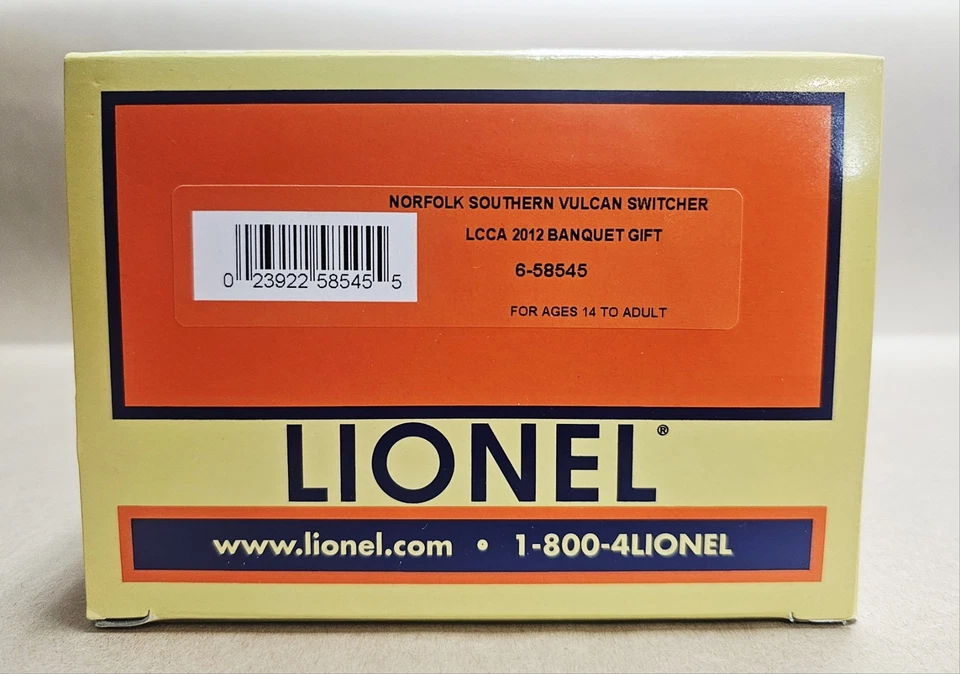 NORFOLK SOUTHERN VULCAN SWITCHER
LCCA 2012 BANQUET GIFT
6-58545
FOR AGES 14 TO ADULT
0 23922 58545 5
LIONEL®
www.lionel.com • 1-800-4LIONEL